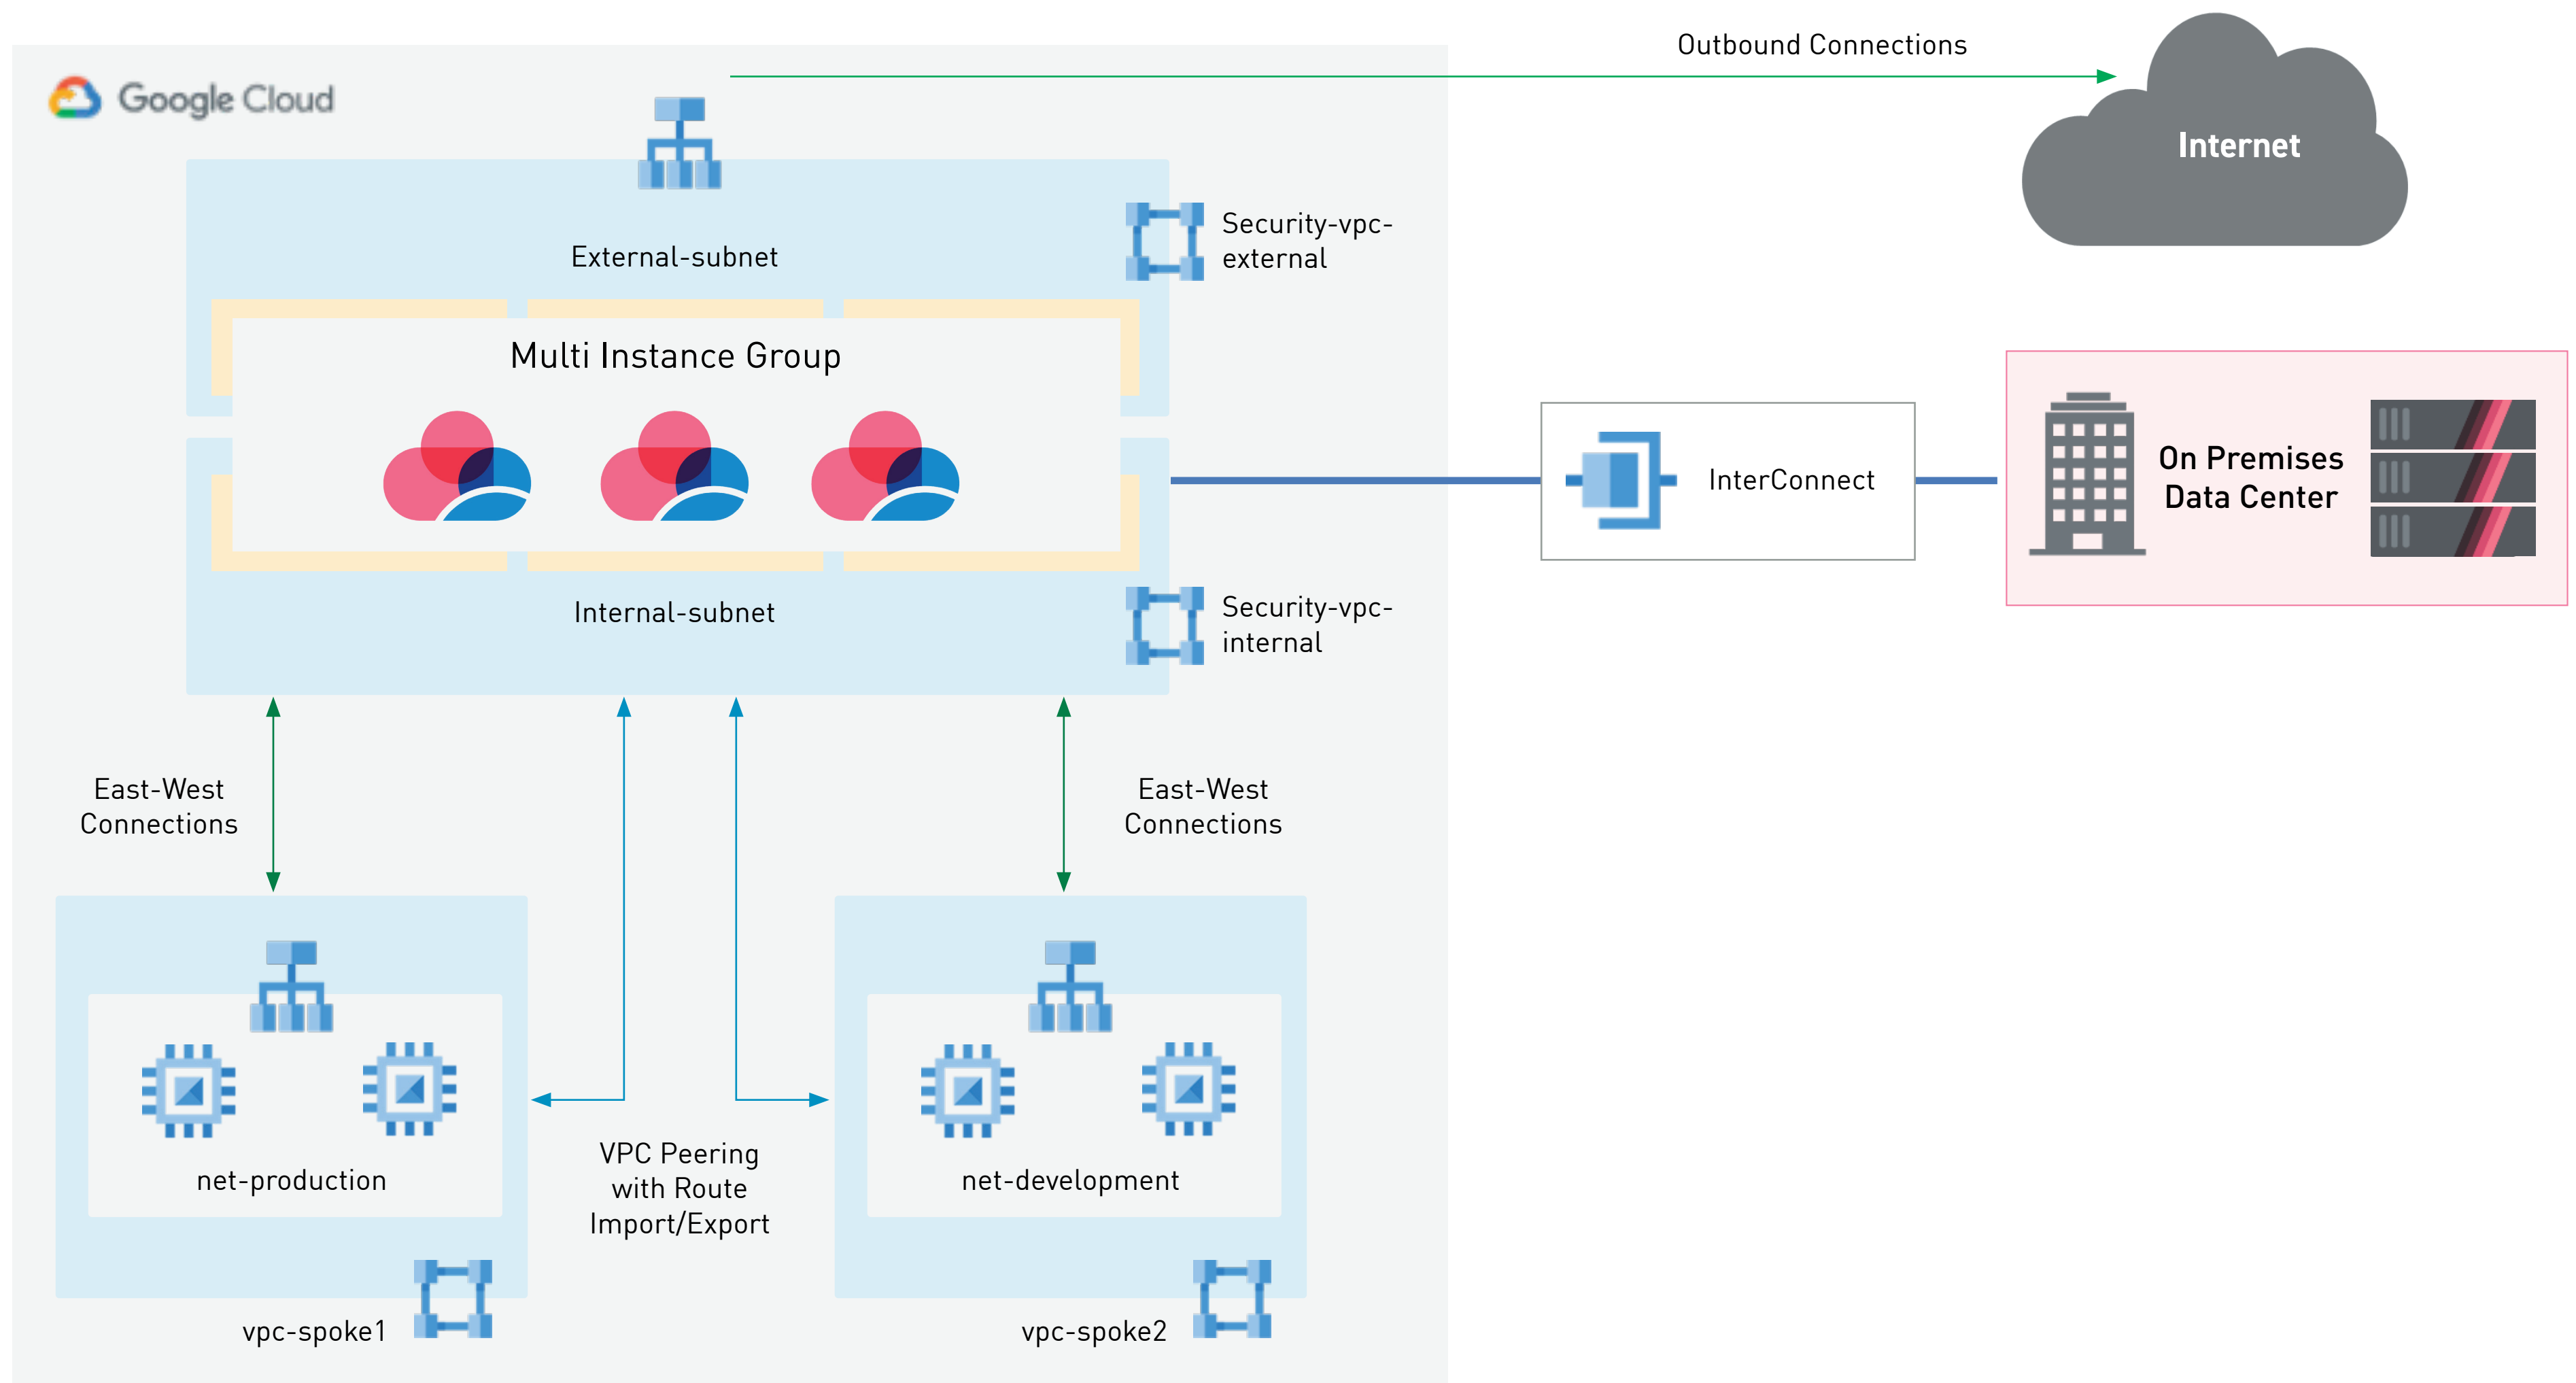 Outbound Connections
Google Cloud
Internet
Security-vpc-
external
External-subnet
Multi Instance Group
InterConnect
On Premises
Data Center
Internal-subnet
Security-vpc-
internal
East-West
Connections
East-West
Connections
VPC Peering
with Route
Import/Export
net-production
net-development
vpc-spoke1
vpc-spoke2